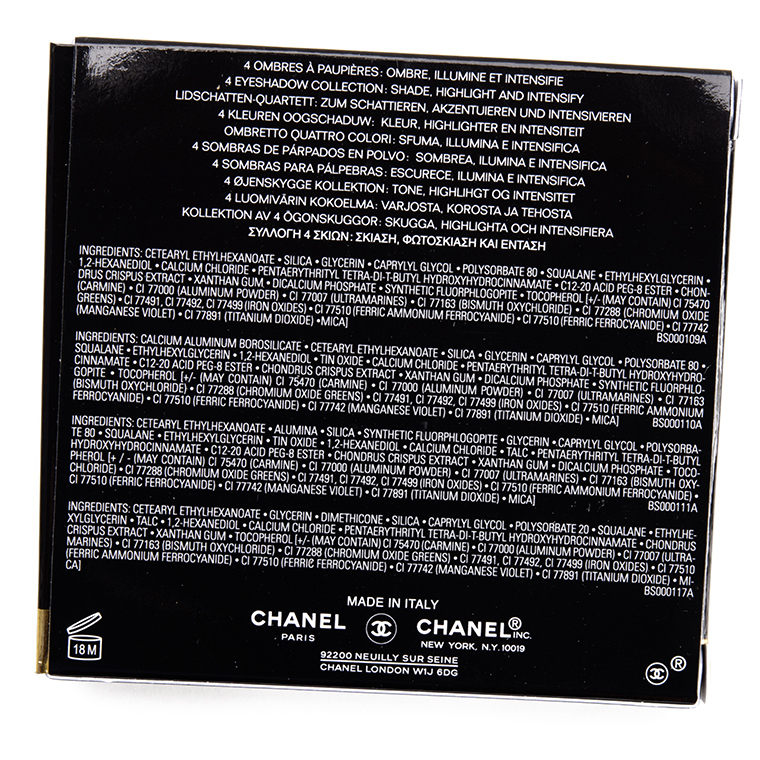 4 OMBRES À PAUPIÈRES: OMBRE, ILLUMINE ET INTENSIFIE
4 EYESHADOW COLLECTION: SHADE, HIGHLIGHT AND INTENSIFY
LIDSCHATTEN-QUARTETT: ZUM SCHATTIEREN, AKZENTUIEREN UND INTENSIVIEREN
4 KLEUREN OOGSCHADUW: KLEUR, HIGHLIGHTER EN INTENSITEIT
OMBRETTO QUATTRO COLORI: SFUMA, ILLUMINA E INTENSIFICA
4 SOMBRAS DE PÁRPADOS EN POLVO: SOMBREA, ILUMINA E INTENSIFICA
4 SOMBRAS PARA PÁLPEBRAS: ESCURECE, ILUMINA E INTENSIFICA
4 ØJENSKYGGE KOLLEKTION: TONE, HIGHLIHGT OG INTENSITET
4 LUOMIVÄRIN KOKOELMA: VARJOSTA, KOROSTA JA TEHOSTA
KOLLEKTION AV 4 ÖGONSKUGGOR: SKUGGA, HIGHLIGHTA OCH INTENSIFIERA
ΣΥΛΛΟΓΗ 4 ΣΚΙΩΝ: ΣΚΙΑΣΗ, ΦΩΤΟΣΚΙΑΣΗ ΚΑΙ ΕΝΤΑΣΗ
INGREDIENTS: CETEARYL ETHYLHEXANOATE • SILICA • GLYCERIN • CAPRYLYL GLYCOL • POLYSORBATE 80 • SQUALANE • ETHYLHEXYLGLYCERIN •
1,2-HEXANEDIOL • CALCIUM CHLORIDE • PENTAERYTHRITYL TETRA-DI-T-BUTYL HYDROXYHYDROCINNAMATE • C12-20 ACID PEG-8 ESTER • CHON-
DRUS CRISPUS EXTRACT • XANTHAN GUM • DICALCIUM PHOSPHATE • SYNTHETIC FLUORPHLOGOPITE • TOCOPHEROL [+/- (MAY CONTAIN) CI 75470
(CARMINE) • CI 77000 (ALUMINUM POWDER) • CI 77007 (ULTRAMARINES) • CI 77163 (BISMUTH OXYCHLORIDE) • CI 77288 (CHROMIUM OXIDE
GREENS) • CI 77491, CI 77492, CI 77499 (IRON OXIDES) • CI 77510 (FERRIC AMMONIUM FERROCYANIDE) • CI 77510 (FERRIC FERROCYANIDE) • CI 77742
(MANGANESE VIOLET) • CI 77891 (TITANIUM DIOXIDE) •MICA]
BS000109A
INGREDIENTS: CALCIUM ALUMINUM BOROSILICATE • CETEARYL ETHYLHEXANOATE • SILICA • GLYCERIN • CAPRYLYL GLYCOL • POLYSORBATE 80 •
SQUALANE • ETHYLHEXYLGLYCERIN • 1,2-HEXANEDIOL • TIN OXIDE • CALCIUM CHLORIDE • PENTAERYTHRITYL TETRA-DI-T-BUTYL HYDROXYHYDRO-
CINNAMATE • C12-20 ACID PEG-8 ESTER • CHONDRUS CRISPUS EXTRACT • XANTHAN GUM • DICALCIUM PHOSPHATE • SYNTHETIC FLUORPHLO-
GOPITE • TOCOPHEROL [+/- (MAY CONTAIN) CI 75470 (CARMINE) • CI 77000 (ALUMINUM POWDER) • CI 77007 (ULTRAMARINES) • CI 77163
(BISMUTH OXYCHLORIDE) • CI 77288 (CHROMIUM OXIDE GREENS) • CI 77491, CI 77492, CI 77499 (IRON OXIDES) • CI 77510 (FERRIC AMMONIUM
FERROCYANIDE) • CI 77510 (FERRIC FERROCYANIDE) • CI 77742 (MANGANESE VIOLET) • CI 77891 (TITANIUM DIOXIDE) • MICA]
BS000110A
INGREDIENTS: CETEARYL ETHYLHEXANOATE • ALUMINA • SILICA • SYNTHETIC FLUORPHLOGOPITE • GLYCERIN • CAPRYLYL GLYCOL • POLYSORBA-
TE 80 • SQUALANE • ETHYLHEXYLGLYCERIN • TIN OXIDE • 1,2-HEXANEDIOL • CALCIUM CHLORIDE • TALC • PENTAERYTHRITYL TETRA-DI-T-BUTYL
HYDROXYHYDROCINNAMATE • C12-20 ACID PEG-8 ESTER • CHONDRUS CRISPUS EXTRACT • XANTHAN GUM • DICALCIUM PHOSPHATE • TOCO-
PHEROL [+ / - (MAY CONTAIN) CI 75470 (CARMINE) • CI 77000 (ALUMINUM POWDER) • CI 77007 (ULTRAMARINES) • CI 77163 (BISMUTH OXY-
CHLORIDE) • CI 77288 (CHROMIUM OXIDE GREENS) • CI 77491, CI 77492, CI 77499 (IRON OXIDES) • CI 77510 (FERRIC AMMONIUM FERROCYANIDE) •
CI 77510 (FERRIC FERROCYANIDE) • CI 77742 (MANGANESE VIOLET) • CI 77891 (TITANIUM DIOXIDE) • MICA]
BS000111A
INGREDIENTS: CETEARYL ETHYLHEXANOATE • GLYCERIN • DIMETHICONE • SILICA • CAPRYLYL GLYCOL • POLYSORBATE 20 • SQUALANE • ETHYLHE-
XYLGLYCERIN • TALC • 1,2-HEXANEDIOL • CALCIUM CHLORIDE • PENTAERYTHRITYL TETRA-DI-T-BUTYL HYDROXYHYDROCINNAMATE • CHONDRUS
CRISPUS EXTRACT • XANTHAN GUM • TOCOPHEROL [+/- (MAY CONTAIN) CI 75470 (CARMINE) • CI 77000 (ALUMINUM POWDER) • CI 77007 (ULTRA-
MARINES) • CI 77163 (BISMUTH OXYCHLORIDE) • CI 77288 (CHROMIUM OXIDE GREENS) • CI 77491, CI 77492, CI 77499 (IRON OXIDES) • CI 77510
(FERRIC AMMONIUM FERROCYANIDE) • CI 77510 (FERRIC FERROCYANIDE) • CI 77742 (MANGANESE VIOLET) • CI 77891 (TITANIUM DIOXIDE) • MI-
CA]
BS000117A
MADE IN ITALY
CHANEL CHANEL®
PARIS INC.
NEW YORK, N.Y. 10019
92200 NEUILLY SUR SEINE
CHANEL LONDON WIJ 6DG
18 M
®